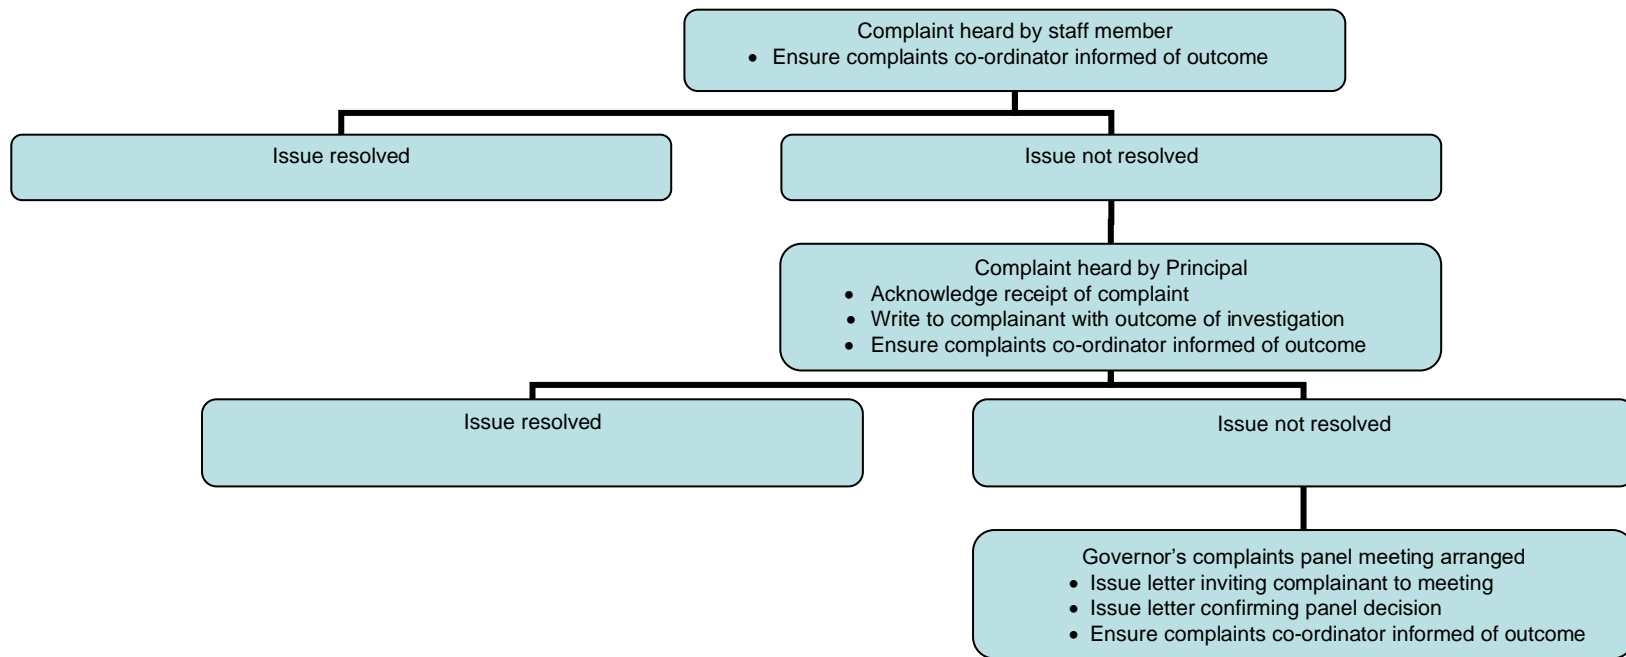 Complaint heard by staff member
• Ensure complaints co-ordinator informed of outcome
Issue resolved
Issue not resolved
Complaint heard by Principal
• Acknowledge receipt of complaint
• Write to complainant with outcome of investigation
• Ensure complaints co-ordinator informed of outcome
Issue resolved
Issue not resolved
Governor’s complaints panel meeting arranged
• Issue letter inviting complainant to meeting
• Issue letter confirming panel decision
• Ensure complaints co-ordinator informed of outcome